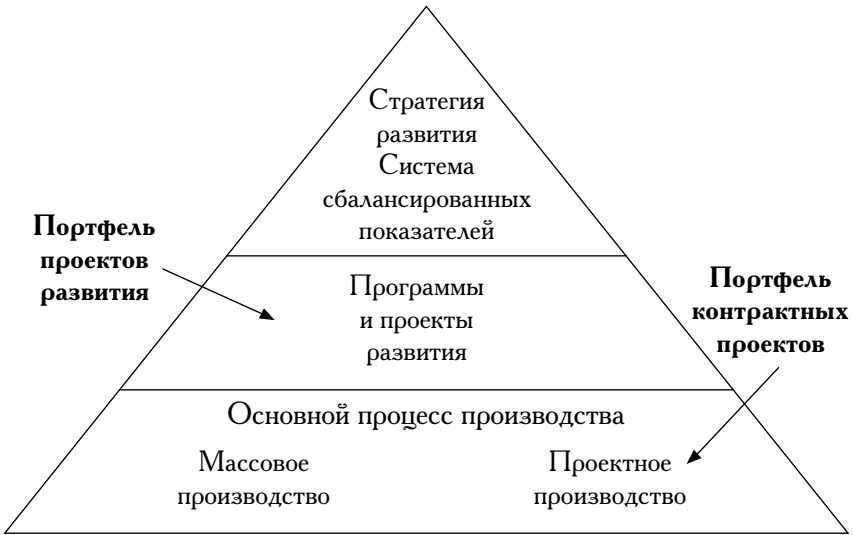 Стратегия
развития
Система
сбалансированных
показателей
Портфель
проектов
развития
Программы
и проекты
развития
Портфель
контрактных
проектов
Основной процесс производства
Массовое
производство
Проектное
производство